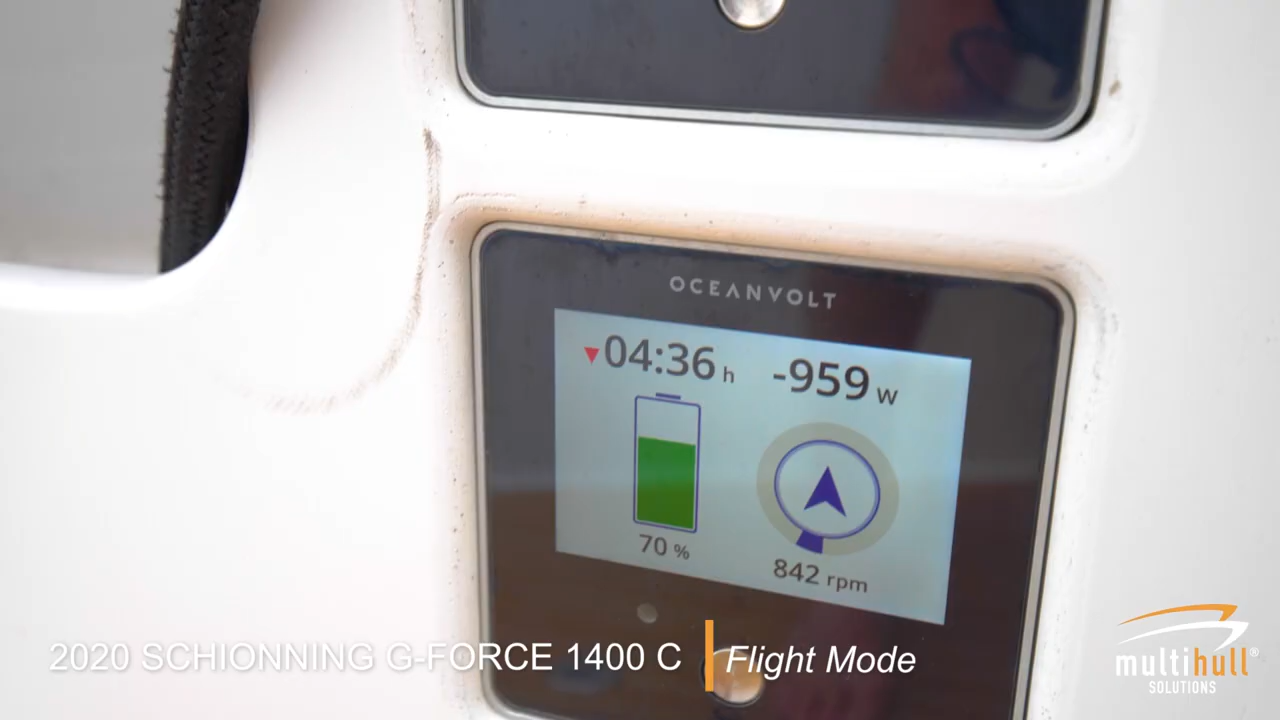 OCEANVOLT
04:36 h -959 w
70 % 842 rpm
2020 SCHIONNING G-FORCE 1400 C Flight Mode
multihull®
SOLUTIONS